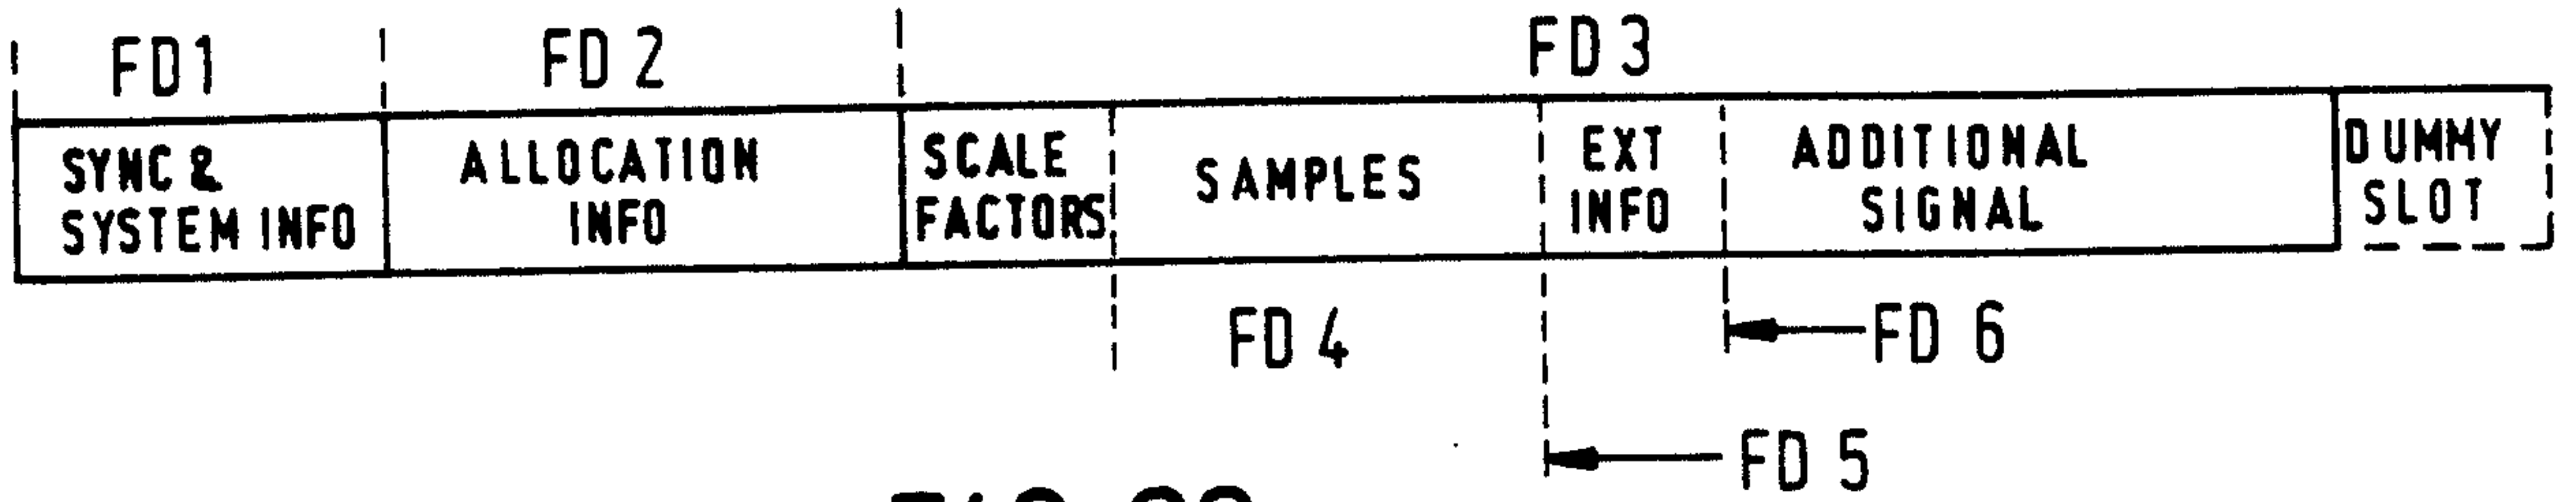 FD1 FD 2 FD 3
SYNC &
SYSTEM INFO
ALLOCATION
INFO
SCALE
FACTORS
SAMPLES
EXT
INFO
ADDITIONAL
SIGNAL
DUMMY
SLOT
FD 4
FD 6
FD 5